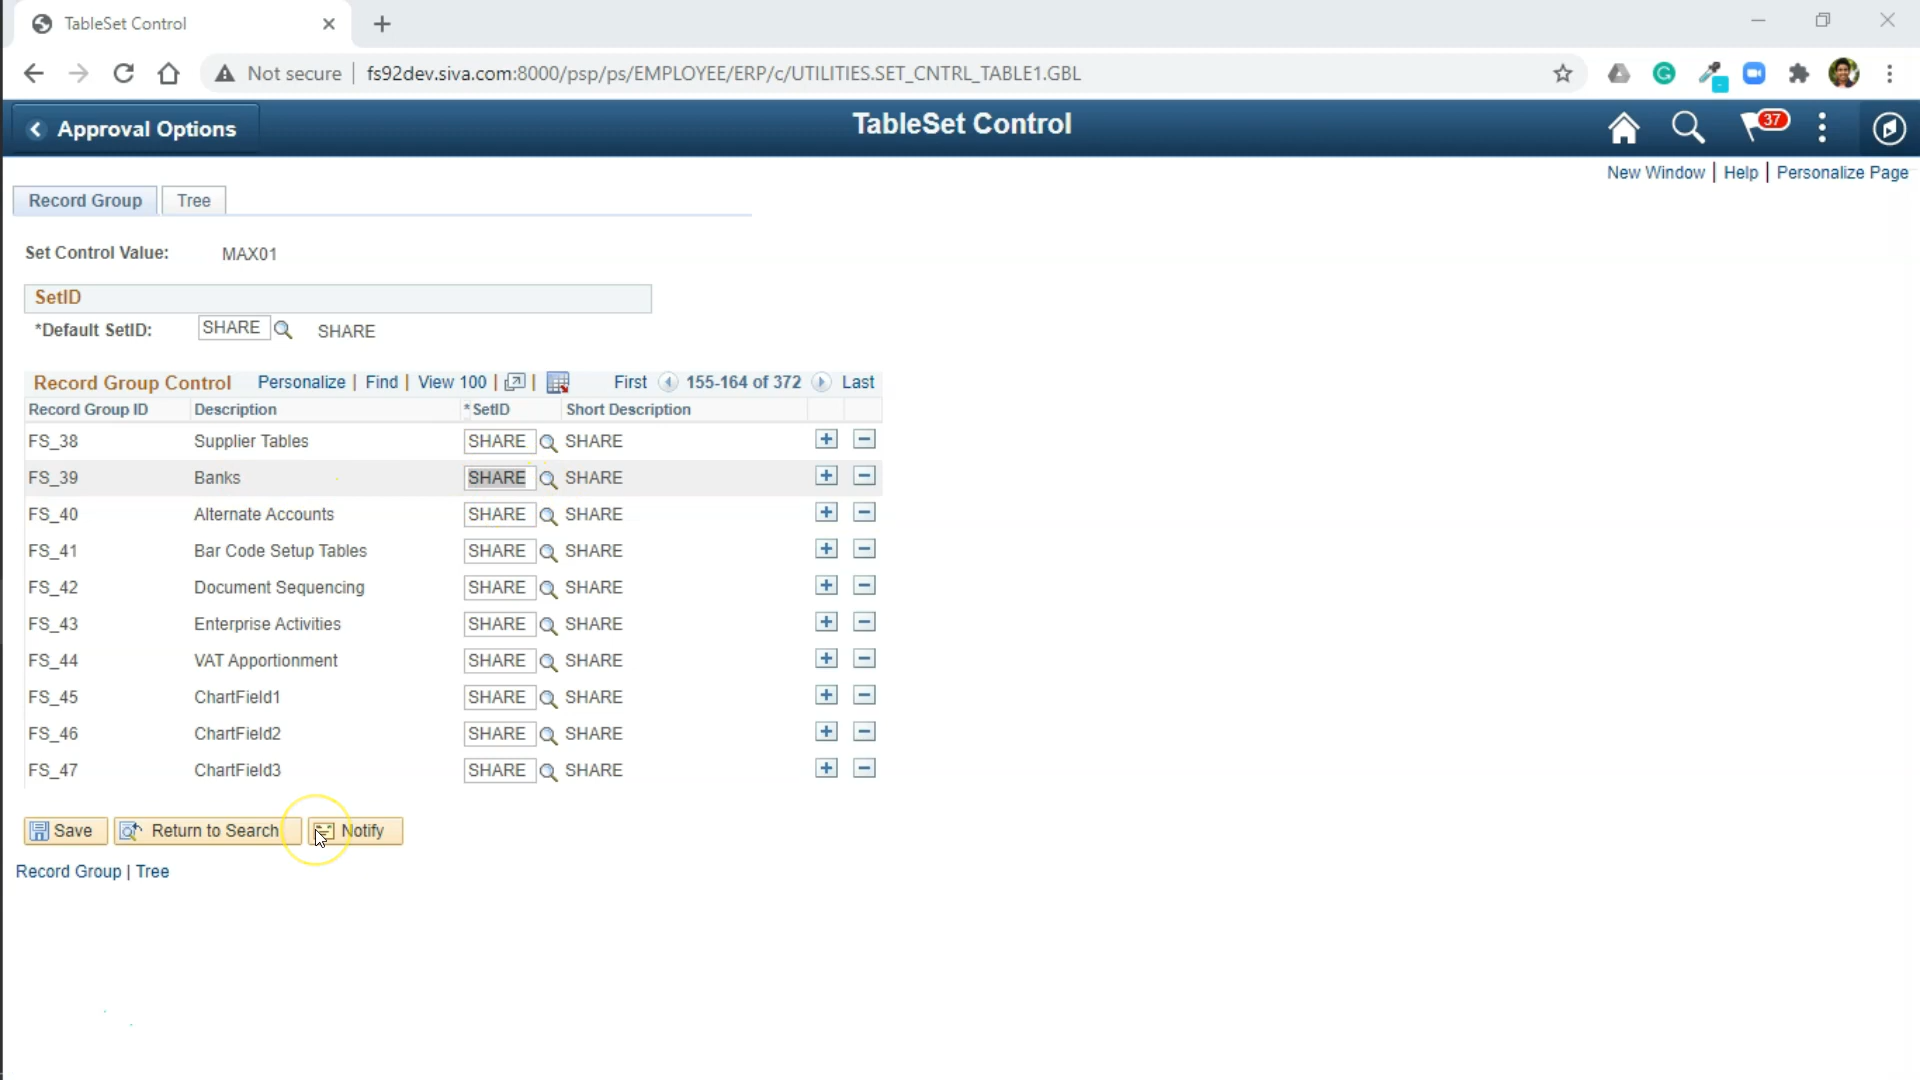 TableSet Control
Not secure | fs92dev.siva.com:8000/psp/ps/EMPLOYEE/ERP/c/UTILITIES.SET_CNTRL_TABLE1.GBL
Approval Options
TableSet Control
37
New Window | Help | Personalize Page
Record Group Tree
Set Control Value: MAX01
SetID
*Default SetID: SHARE SHARE
Record Group Control Personalize | Find | View 100 | | First 155-164 of 372 Last
Record Group ID Description *SetID Short Description
FS_38 Supplier Tables SHARE SHARE
FS_39 Banks SHARE SHARE
FS_40 Alternate Accounts SHARE SHARE
FS_41 Bar Code Setup Tables SHARE SHARE
FS_42 Document Sequencing SHARE SHARE
FS_43 Enterprise Activities SHARE SHARE
FS_44 VAT Apportionment SHARE SHARE
FS_45 ChartField1 SHARE SHARE
FS_46 ChartField2 SHARE SHARE
FS_47 ChartField3 SHARE SHARE
Save Return to Search Notify
Record Group | Tree